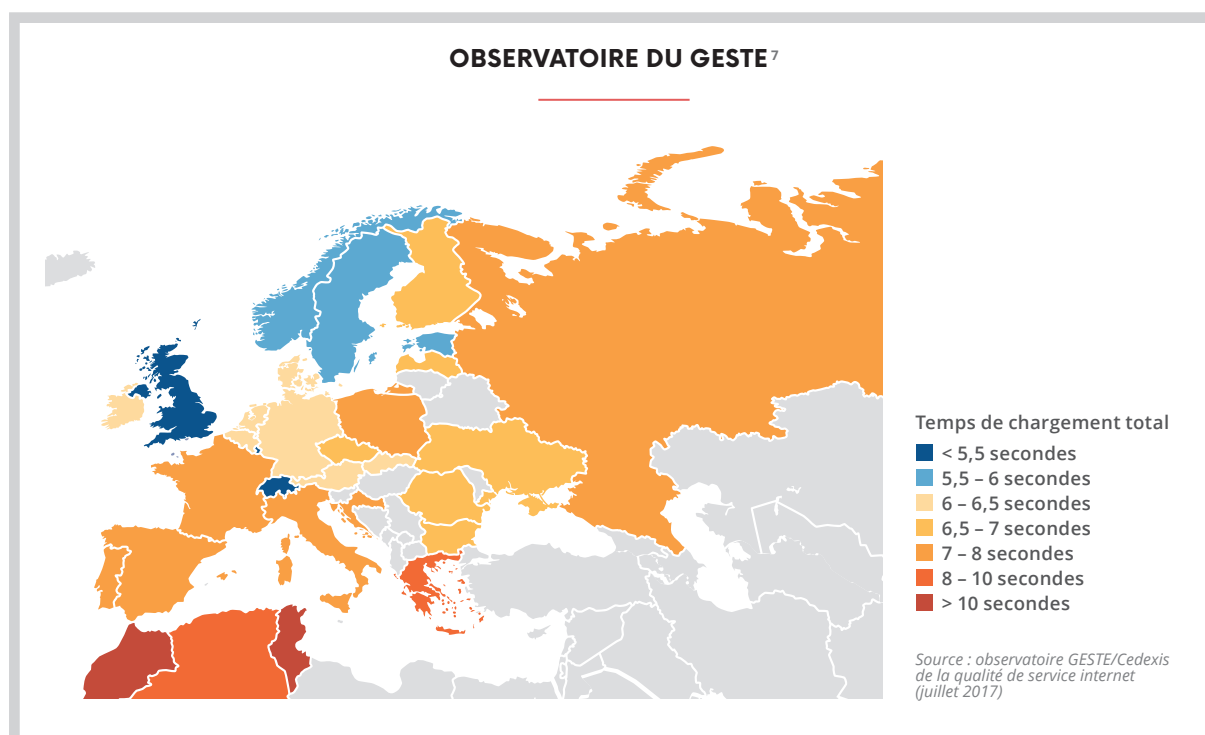 OBSERVATOIRE DU GESTE⁷
Temps de chargement total
< 5,5 secondes
5,5 – 6 secondes
6 – 6,5 secondes
6,5 – 7 secondes
7 – 8 secondes
8 – 10 secondes
> 10 secondes
Source : observatoire GESTE/Cedexis
de la qualité de service internet
(juillet 2017)